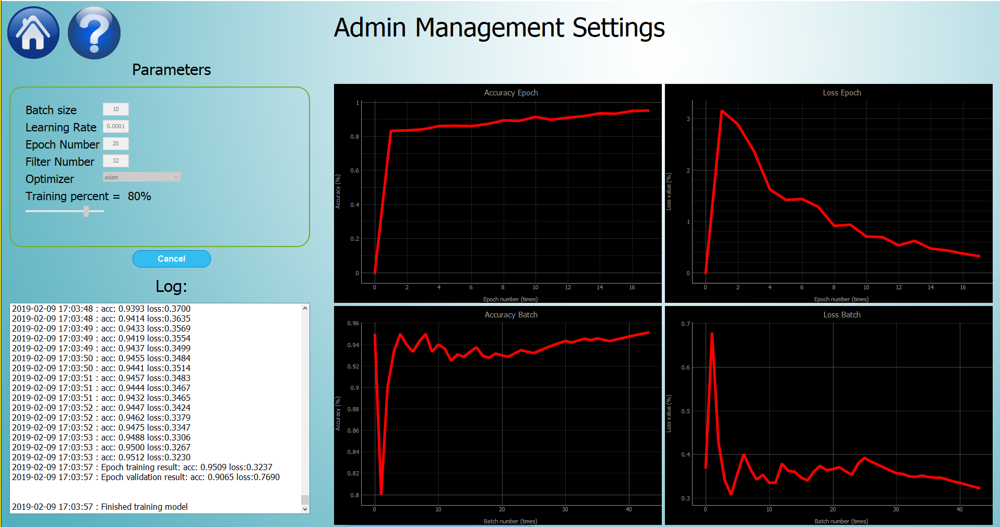 Admin Management Settings
Parameters
Batch size 10
Learning Rate 0.0001
Epoch Number 20
Filter Number 32
Optimizer adam
Training percent = 80%
Cancel
Log:
2019-02-09 17:03:48 : acc: 0.9393 loss:0.3700
2019-02-09 17:03:48 : acc: 0.9414 loss:0.3635
2019-02-09 17:03:49 : acc: 0.9433 loss:0.3569
2019-02-09 17:03:49 : acc: 0.9419 loss:0.3554
2019-02-09 17:03:49 : acc: 0.9437 loss:0.3499
2019-02-09 17:03:50 : acc: 0.9455 loss:0.3484
2019-02-09 17:03:50 : acc: 0.9441 loss:0.3514
2019-02-09 17:03:51 : acc: 0.9457 loss:0.3483
2019-02-09 17:03:51 : acc: 0.9444 loss:0.3467
2019-02-09 17:03:51 : acc: 0.9432 loss:0.3465
2019-02-09 17:03:52 : acc: 0.9447 loss:0.3424
2019-02-09 17:03:52 : acc: 0.9462 loss:0.3379
2019-02-09 17:03:52 : acc: 0.9475 loss:0.3347
2019-02-09 17:03:53 : acc: 0.9488 loss:0.3306
2019-02-09 17:03:53 : acc: 0.9500 loss:0.3267
2019-02-09 17:03:53 : acc: 0.9512 loss:0.3230
2019-02-09 17:03:57 : Epoch training result: acc: 0.9509 loss:0.3237
2019-02-09 17:03:57 : Epoch validation result: acc: 0.9065 loss:0.7690
2019-02-09 17:03:57 : Finished training model
Accuracy Epoch
Accuracy (%)
1
0.8
0.6
0.4
0.2
0
0 2 4 6 8 10 12 14 16
Epoch number (times)
Loss Epoch
Loss value (%)
3
2
1
0
0 2 4 6 8 10 12 14 16
Epoch number (times)
Accuracy Batch
Accuracy (%)
0.96
0.94
0.92
0.9
0.88
0.86
0.84
0.82
0.8
0 10 20 30 40
Batch number (times)
Loss Batch
Loss value (%)
0.7
0.6
0.5
0.4
0.3
0 10 20 30 40
Batch number (times)